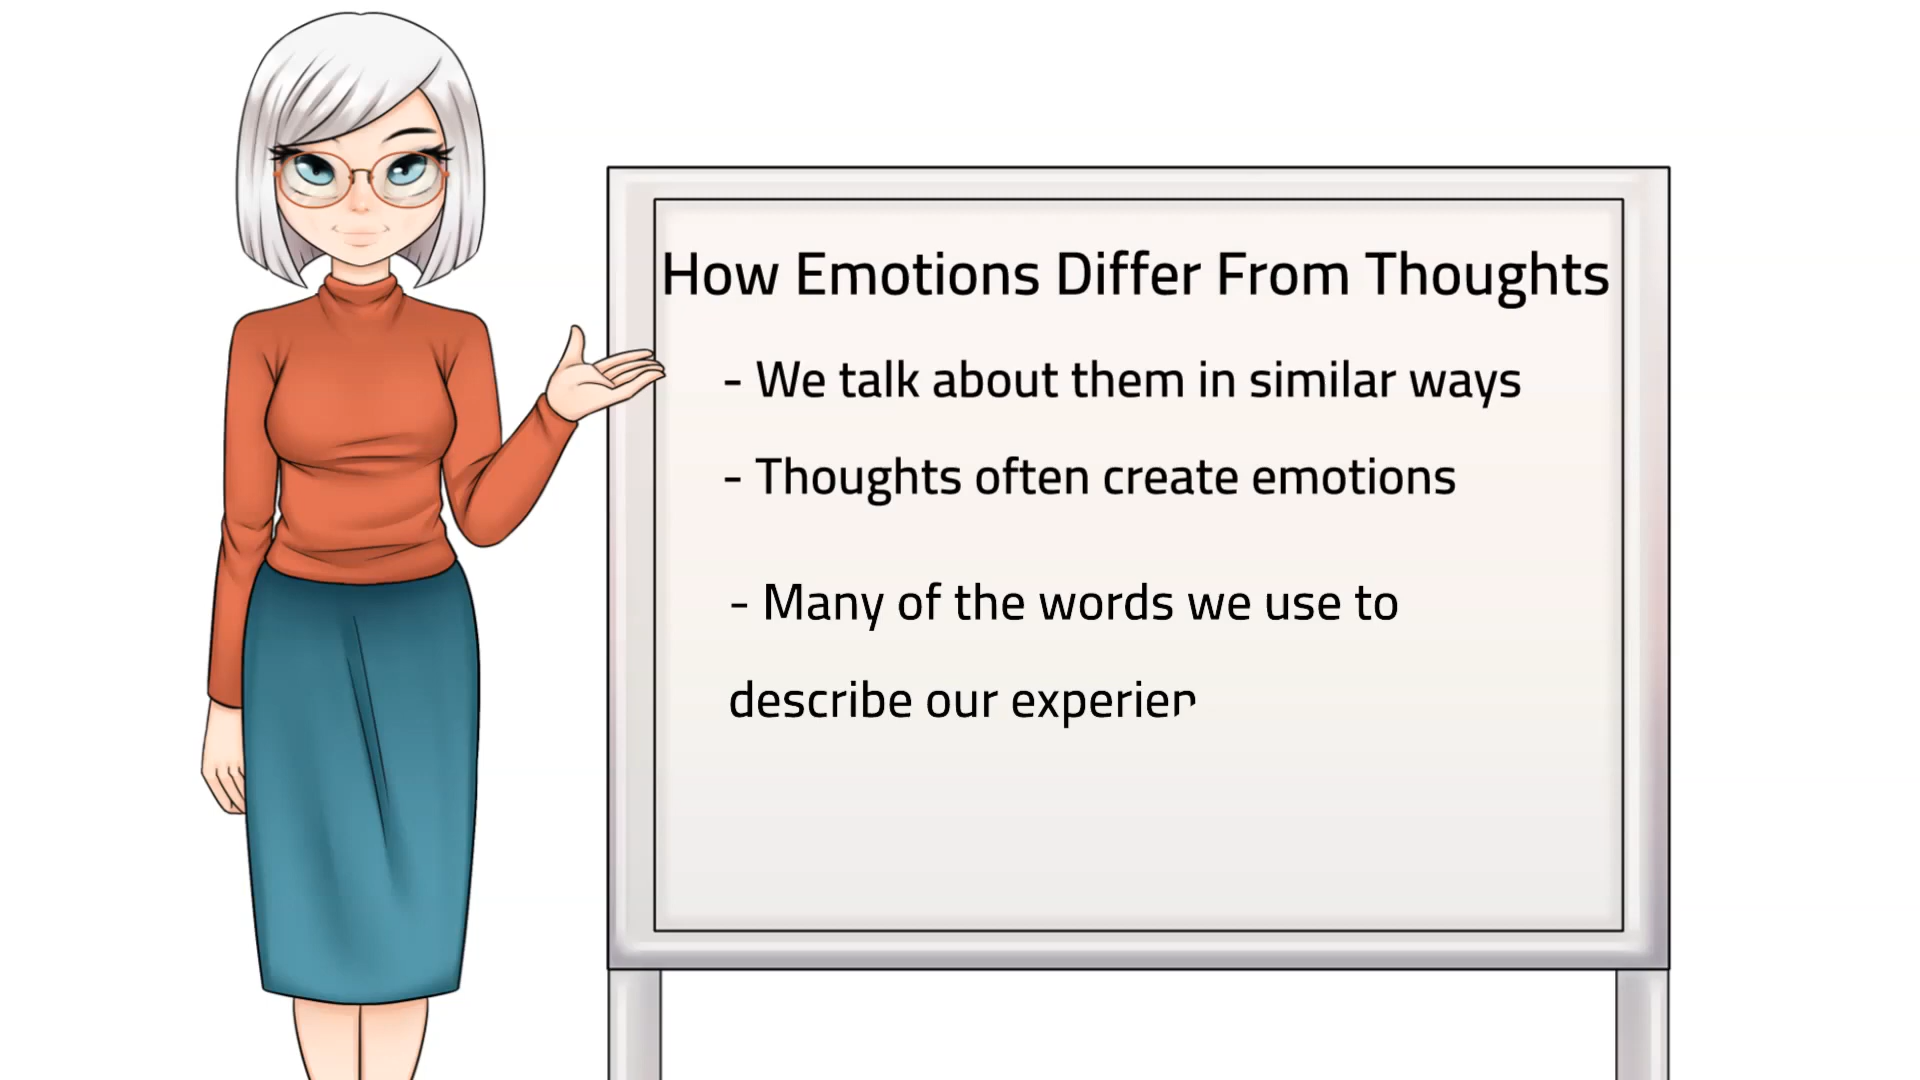 How Emotions Differ From Thoughts
- We talk about them in similar ways
- Thoughts often create emotions
- Many of the words we use to
describe our